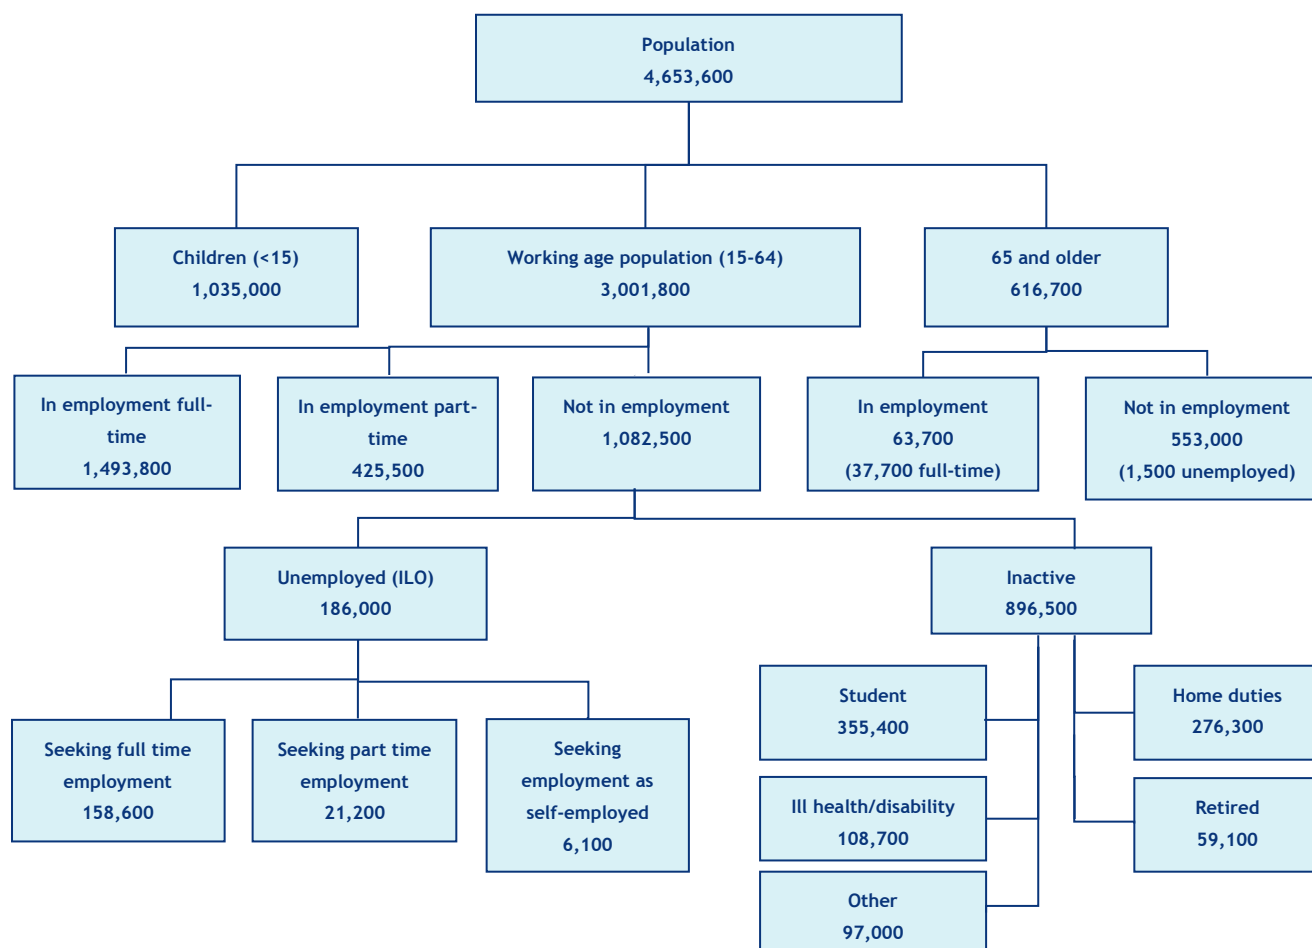 Population
4,653,600
Children (<15)
1,035,000
Working age population (15-64)
3,001,800
65 and older
616,700
In employment full-
time
1,493,800
In employment part-
time
425,500
Not in employment
1,082,500
In employment
63,700
(37,700 full-time)
Not in employment
553,000
(1,500 unemployed)
Unemployed (ILO)
186,000
Inactive
896,500
Seeking full time
employment
158,600
Seeking part time
employment
21,200
Seeking
employment as
self-employed
6,100
Student
355,400
Home duties
276,300
Ill health/disability
108,700
Retired
59,100
Other
97,000